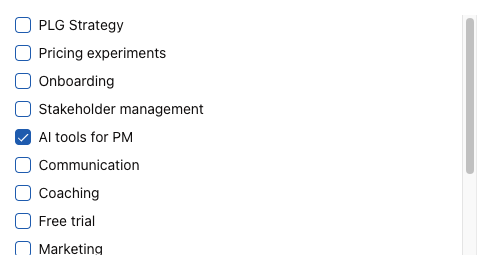 PLG Strategy
Pricing experiments
Onboarding
Stakeholder management
AI tools for PM
Communication
Coaching
Free trial
Marketing